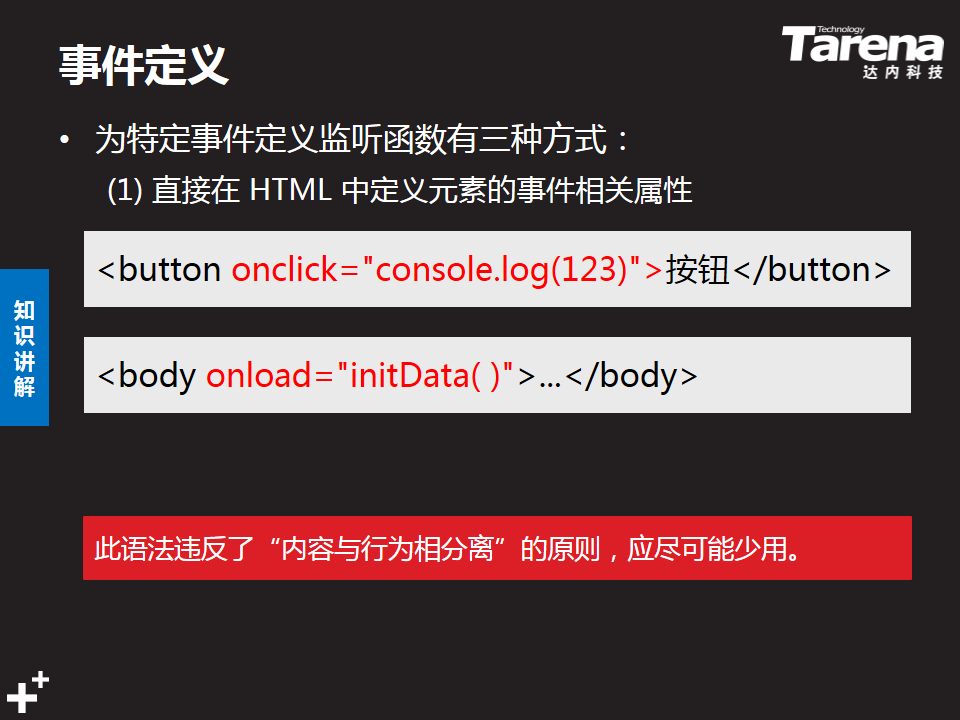 事件定义
Technology
Tarena
达内科技
• 为特定事件定义监听函数有三种方式：
(1) 直接在 HTML 中定义元素的事件相关属性
<button onclick="console.log(123)">按钮</button>
<body onload="initData( )">...</body>
知识讲解
此语法违反了“内容与行为相分离”的原则，应尽可能少用。